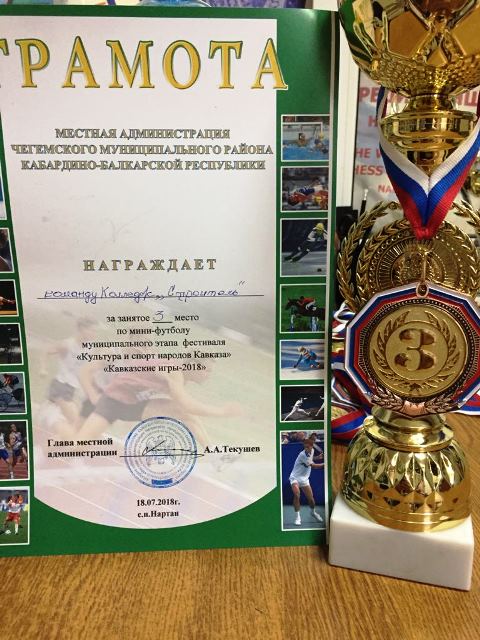 ГРАМОТА
МЕСТНАЯ АДМИНИСТРАЦИЯ
ЧЕГЕМСКОГО МУНИЦИПАЛЬНОГО РАЙОНА
КАБАРДИНО-БАЛКАРСКОЙ РЕСПУБЛИКИ
НАГРАЖДАЕТ
команду Колледж „Строитель"
за занятое 3 место
по мини-футболу
муниципального этапа фестиваля
«Культура и спорт народов Кавказа»
«Кавказские игры-2018»
Глава местной
администрации А.А.Текушев
18.07.2018г.
с.п.Нартан
3